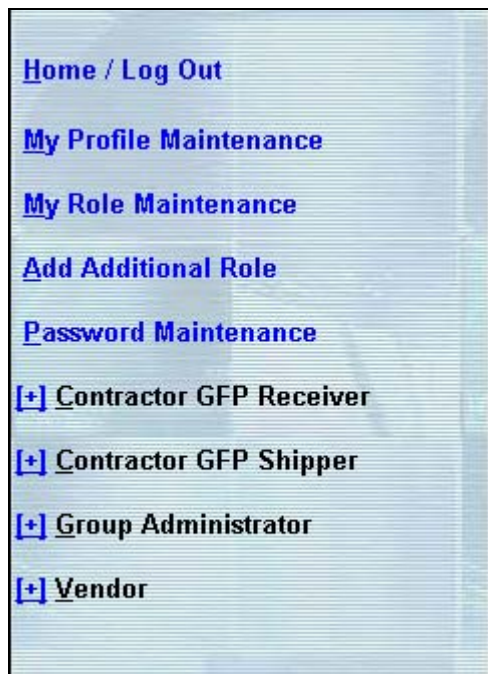 Home / Log Out
My Profile Maintenance
My Role Maintenance
Add Additional Role
Password Maintenance
[+] Contractor GFP Receiver
[+] Contractor GFP Shipper
[+] Group Administrator
[+] Vendor